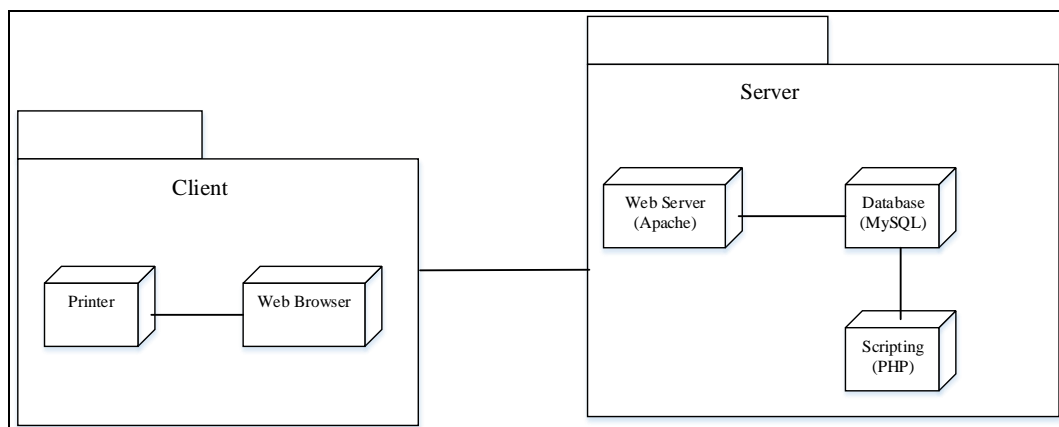 Client
Printer
Web Browser
Server
Web Server
(Apache)
Database
(MySQL)
Scripting
(PHP)